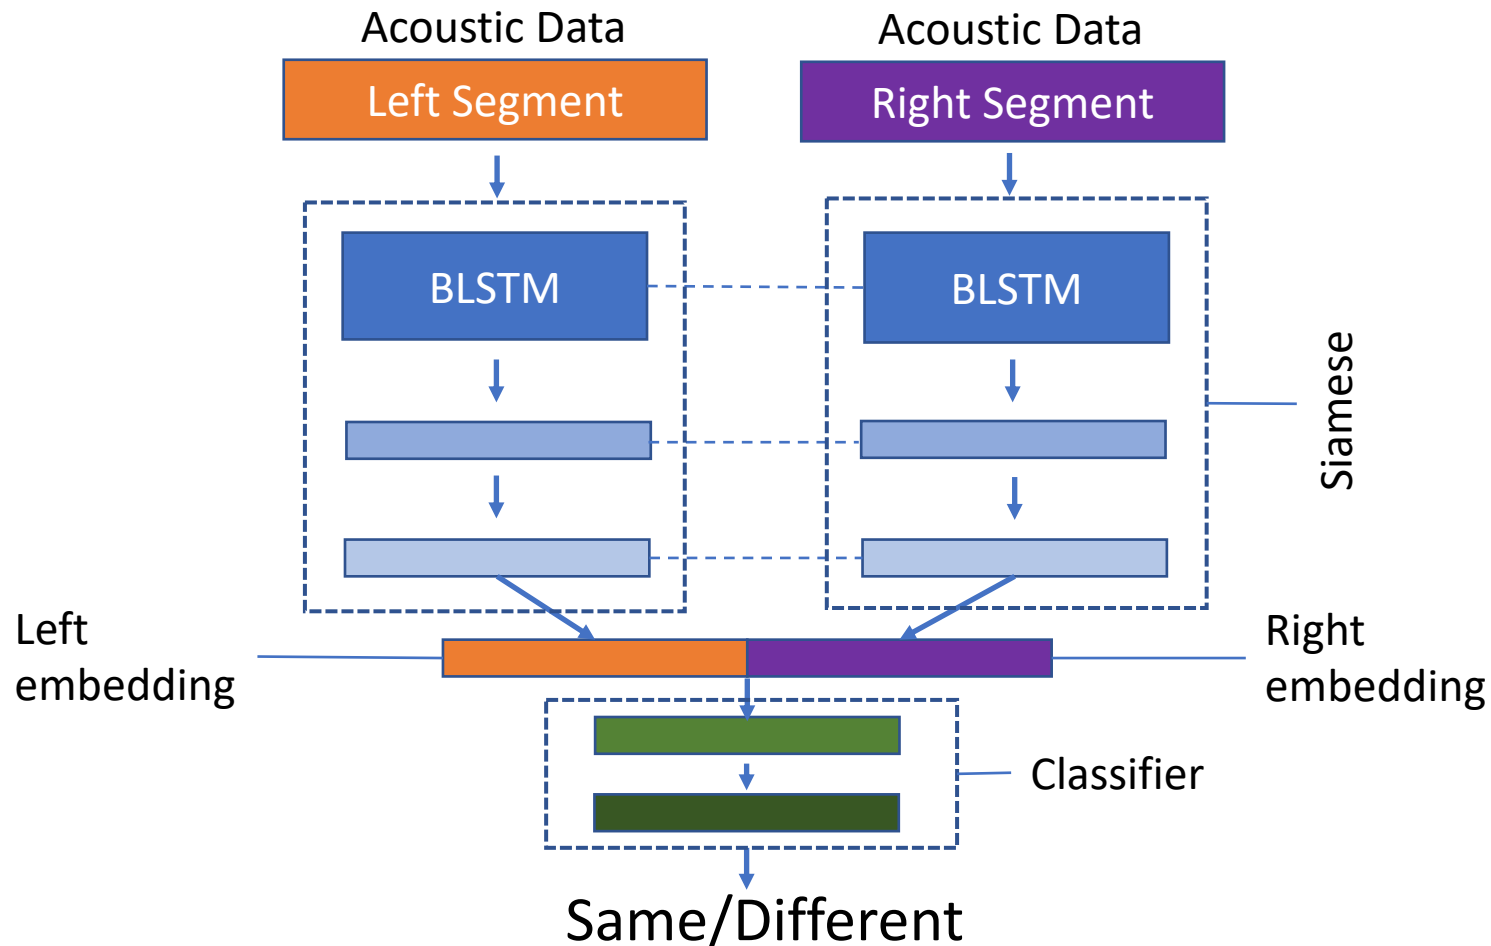 Acoustic Data
Acoustic Data
Left Segment
Right Segment
BLSTM
BLSTM
Siamese
Left
embedding
Right
embedding
Classifier
Same/Different